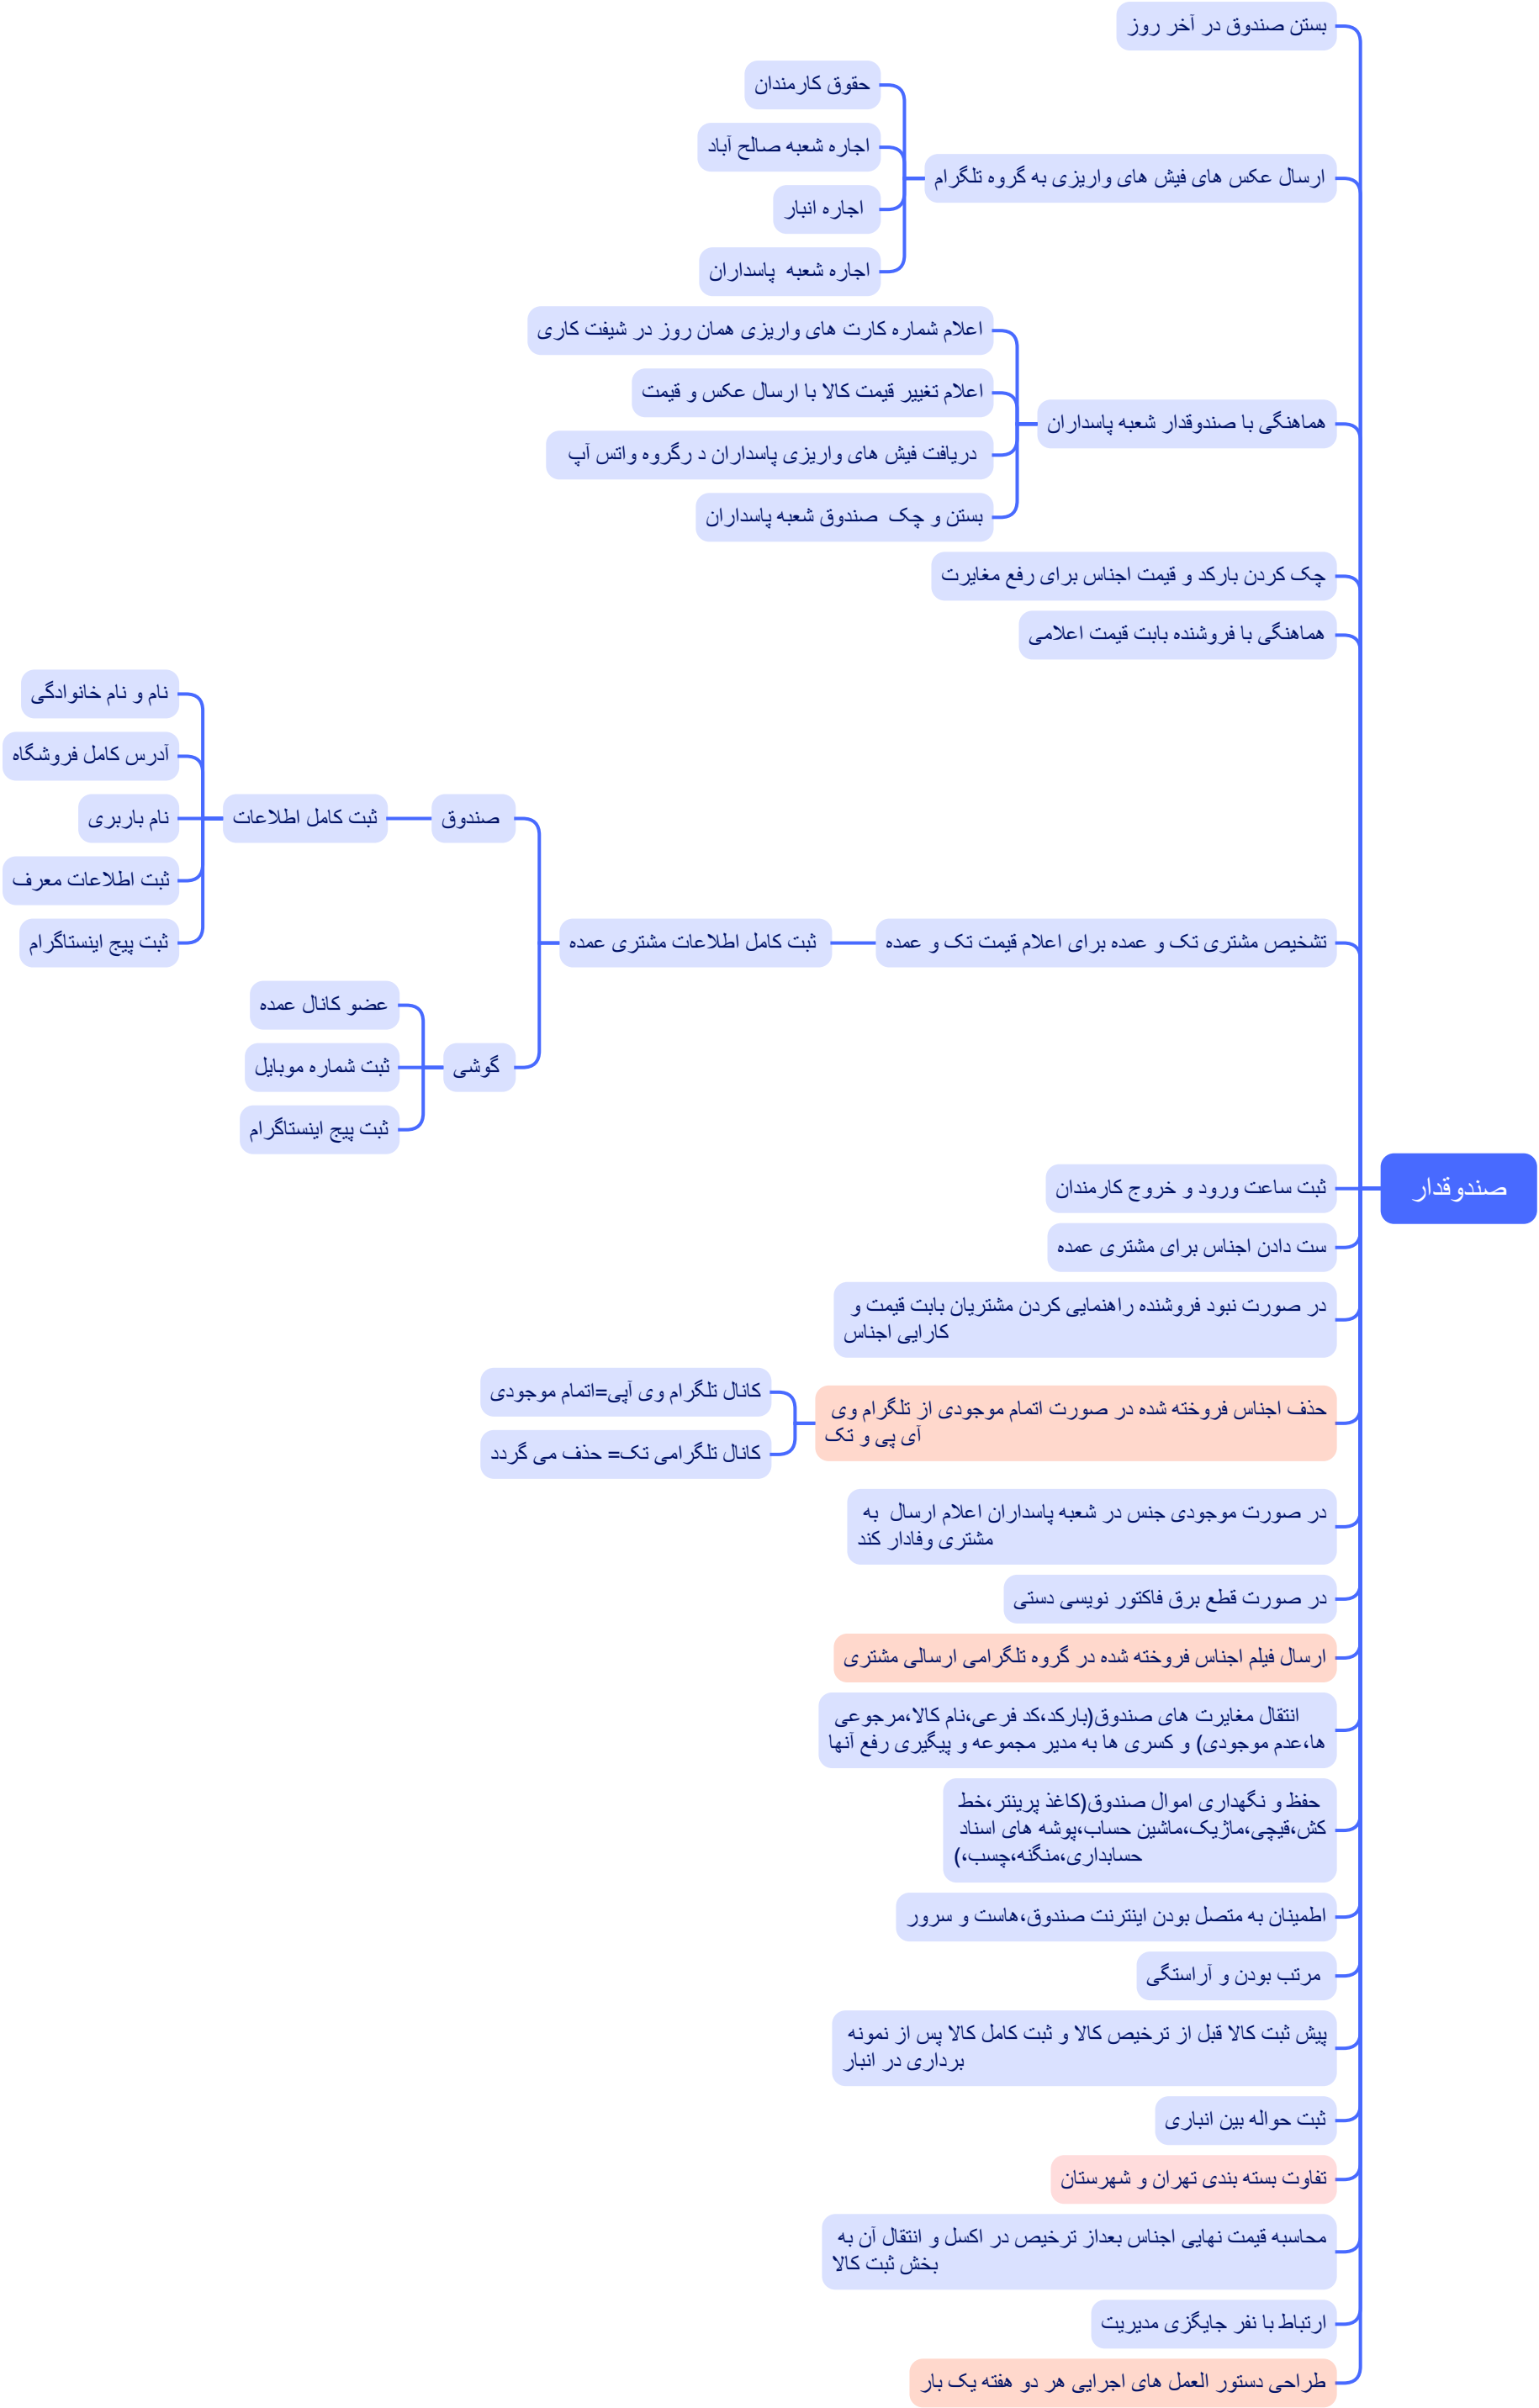 صندوقدار
بستن صندوق در آخر روز
ارسال عکس های فیش های واریزی به گروه تلگرام
حقوق کارمندان
اجاره شعبه صالح آباد
اجاره انبار
اجاره شعبه پاسداران
هماهنگی با صندوقدار شعبه پاسداران
اعلام شماره کارت های واریزی همان روز در شیفت کاری
اعلام تغییر قیمت کالا با ارسال عکس و قیمت
دریافت فیش های واریزی پاسداران د رگروه واتس آپ
بستن و چک صندوق شعبه پاسداران
چک کردن بارکد و قیمت اجناس برای رفع مغایرت
هماهنگی با فروشنده بابت قیمت اعلامی
تشخیص مشتری تک و عمده برای اعلام قیمت تک و عمده
ثبت کامل اطلاعات مشتری عمده
صندوق
ثبت کامل اطلاعات
نام و نام خانوادگی
آدرس کامل فروشگاه
نام باربری
ثبت اطلاعات معرف
ثبت پیج اینستاگرام
گوشی
عضو کانال عمده
ثبت شماره موبایل
ثبت پیج اینستاگرام
ثبت ساعت ورود و خروج کارمندان
ست دادن اجناس برای مشتری عمده
در صورت نبود فروشنده راهنمایی کردن مشتریان بابت قیمت و
کارایی اجناس
حذف اجناس فروخته شده در صورت اتمام موجودی از تلگرام وی
آی پی و تک
کانال تلگرام وی آپی=اتمام موجودی
کانال تلگرامی تک= حذف می گردد
در صورت موجودی جنس در شعبه پاسداران اعلام ارسال به
مشتری وفادار کند
در صورت قطع برق فاکتور نویسی دستی
ارسال فیلم اجناس فروخته شده در گروه تلگرامی ارسالی مشتری
انتقال مغایرت های صندوق(بارکد،کد فرعی،نام کالا،مرجوعی
ها،عدم موجودی) و کسری ها به مدیر مجموعه و پیگیری رفع آنها
حفظ و نگهداری اموال صندوق(کاغذ پرینتر،خط
کش،قیچی،ماژیک،ماشین حساب،پوشه های اسناد
حسابداری،منگنه،چسب،)
اطمینان به متصل بودن اینترنت صندوق،هاست و سرور
مرتب بودن و آراستگی
پیش ثبت کالا قبل از ترخیص کالا و ثبت کامل کالا پس از نمونه
برداری در انبار
ثبت حواله بین انباری
تفاوت بسته بندی تهران و شهرستان
محاسبه قیمت نهایی اجناس بعداز ترخیص در اکسل و انتقال آن به
بخش ثبت کالا
ارتباط با نفر جایگزی مدیریت
طراحی دستور العمل های اجرایی هر دو هفته یک بار